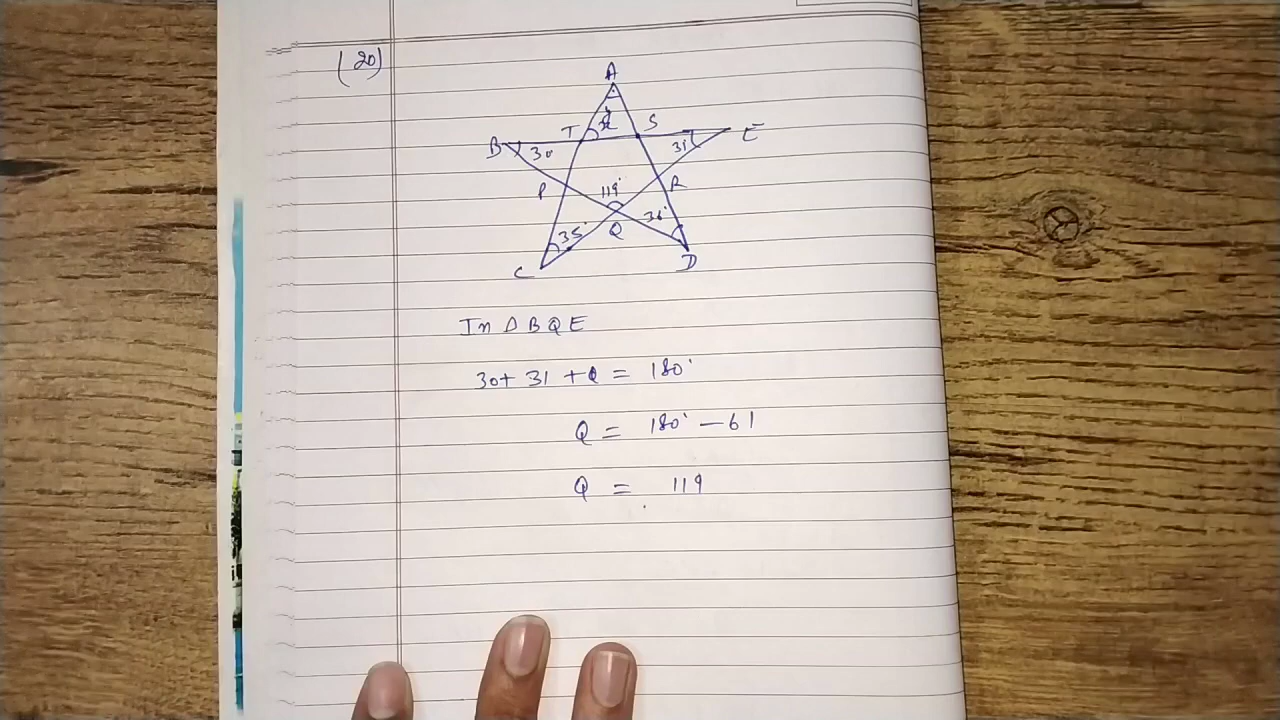 (20)
A
T S
B E
30 31
P 119° R
36°
35° Q
C D
In Δ BQE
30+ 31 + Q = 180°
Q = 180° - 61
Q = 119